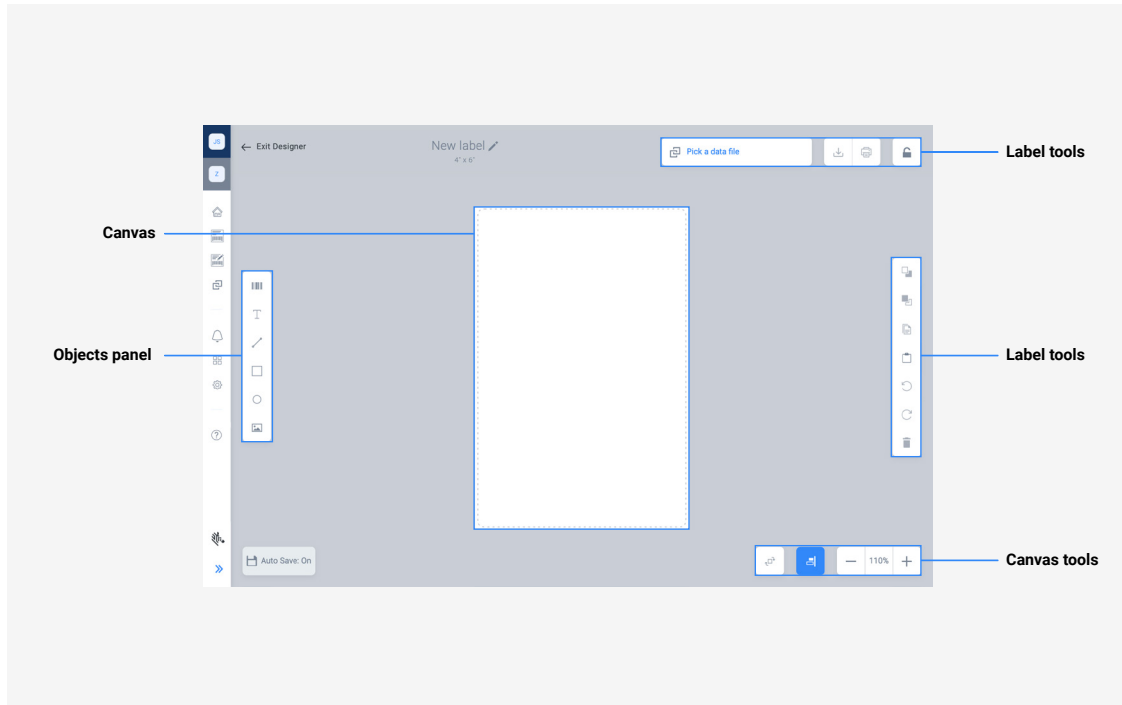 JS
Exit Designer
New label
4" x 6"
Pick a data file
Label tools
Z
Canvas
T
Objects panel
Label tools
Auto Save: On
110%
Canvas tools